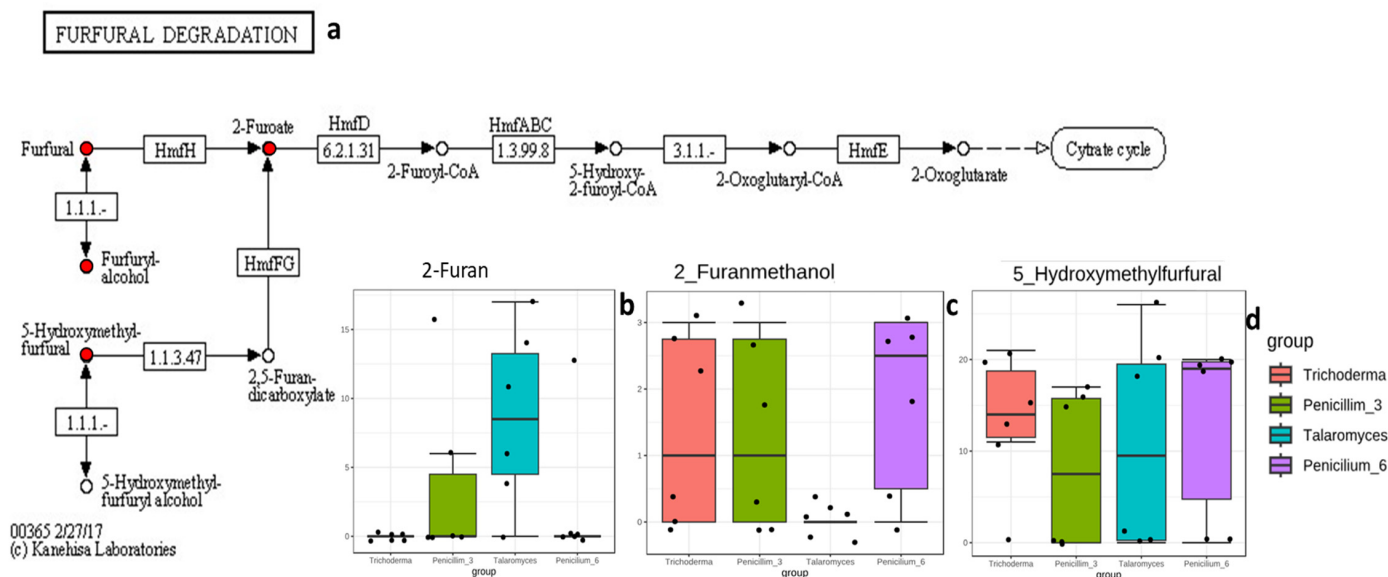 FURFURAL DEGRADATION
a
Furfural
HmfH
2-Furoate
HmfD
6.2.1.31
2-Furoyl-CoA
HmfABC
1.3.99.8
5-Hydroxy-
2-furoyl-CoA
3.1.1.-
2-Oxoglutaryl-CoA
HmfE
2-Oxoglutarate
Cytrate cycle
1.1.1.-
Furfuryl-
alcohol
HmfFG
5-Hydroxymethyl-
furfural
1.1.3.47
2,5-Furan-
dicarboxylate
1.1.1.-
5-Hydroxymethyl-
furfuryl alcohol
00365 2/27/17
(c) Kanehisa Laboratories
2-Furan
b
15
10
5
0
Trichoderma
Penicillim_3
Talaromyces
Penicilium_6
group
2_Furanmethanol
c
3
2
1
0
Trichoderma
Penicillim_3
Talaromyces
Penicilium_6
group
5_Hydroxymethylfurfural
d
20
10
0
Trichoderma
Penicillim_3
Talaromyces
Penicilium_6
group
group
Trichoderma
Penicillim_3
Talaromyces
Penicilium_6